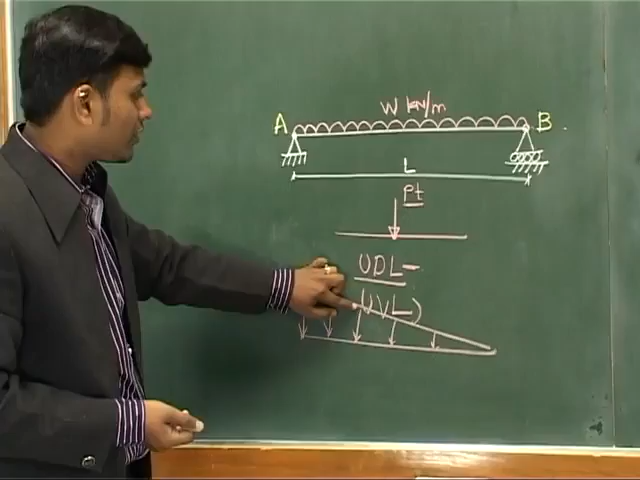 W kN/m
A B .
L
Pt
UDL-
UVL)